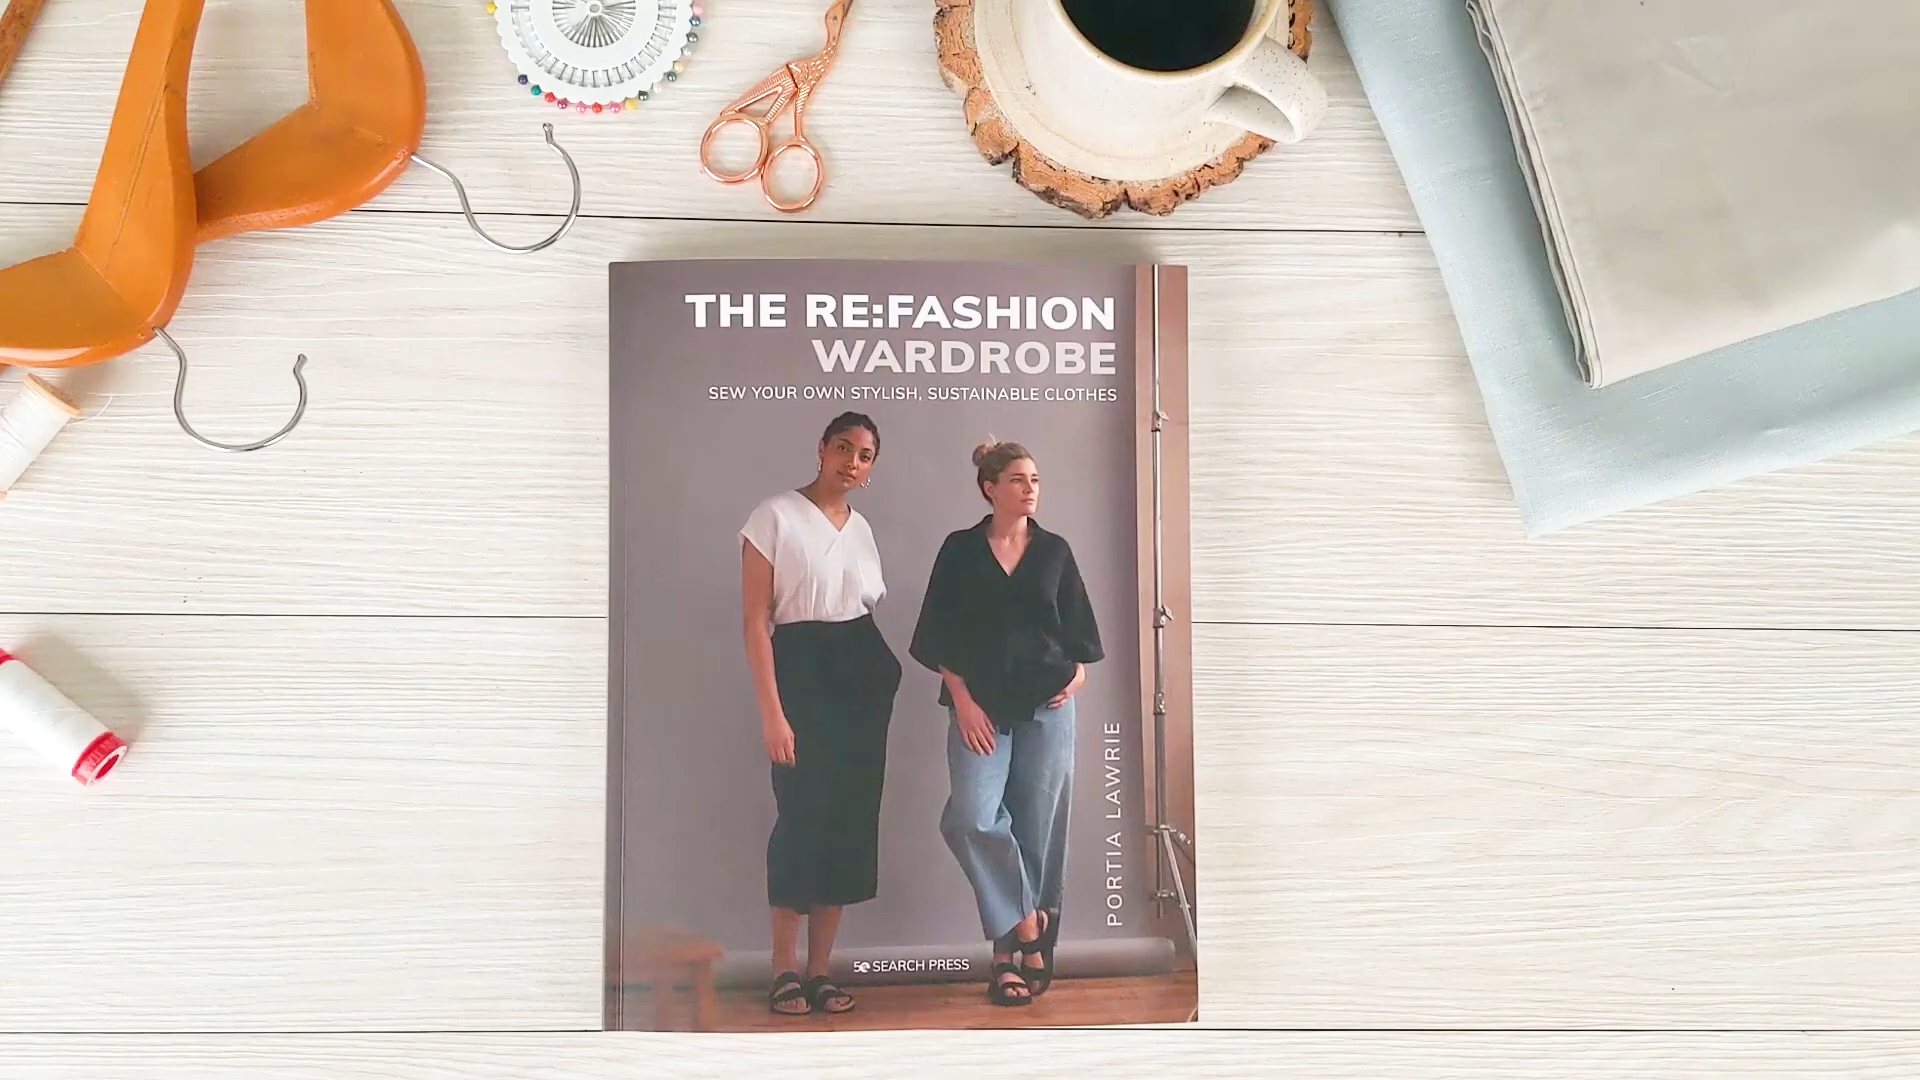 THE RE:FASHION
WARDROBE
SEW YOUR OWN STYLISH, SUSTAINABLE CLOTHES
PORTIA LAWRIE
SEARCH PRESS